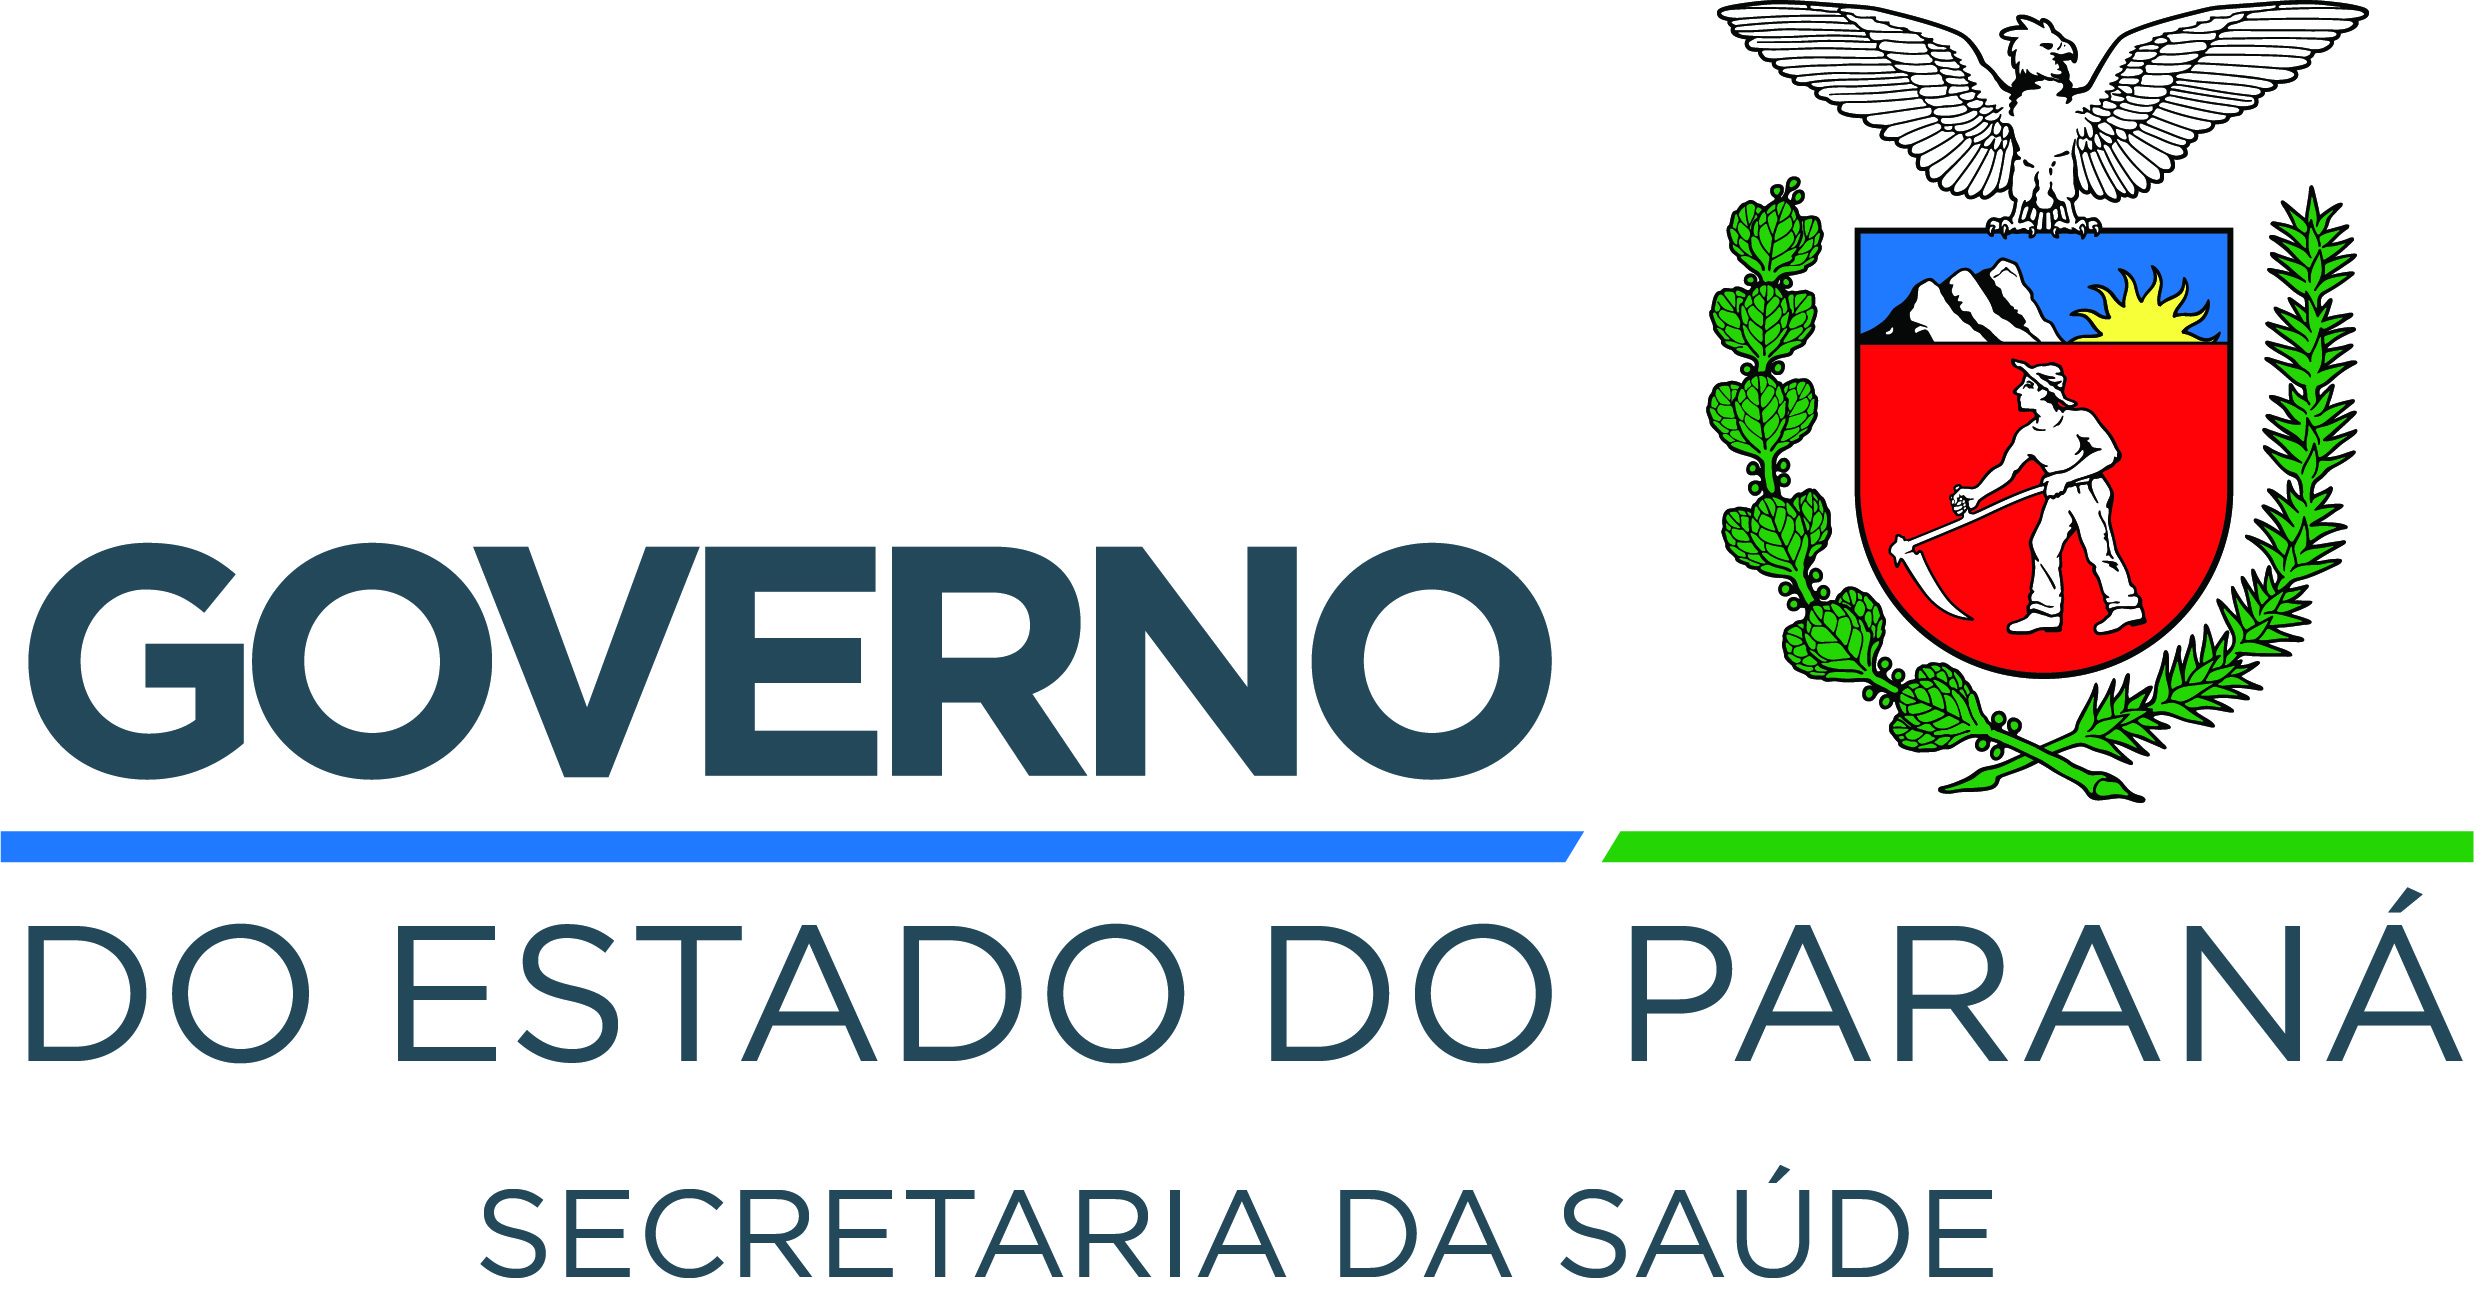 GOVERNO
DO ESTADO DO PARANÁ
SECRETARIA DA SAÚDE